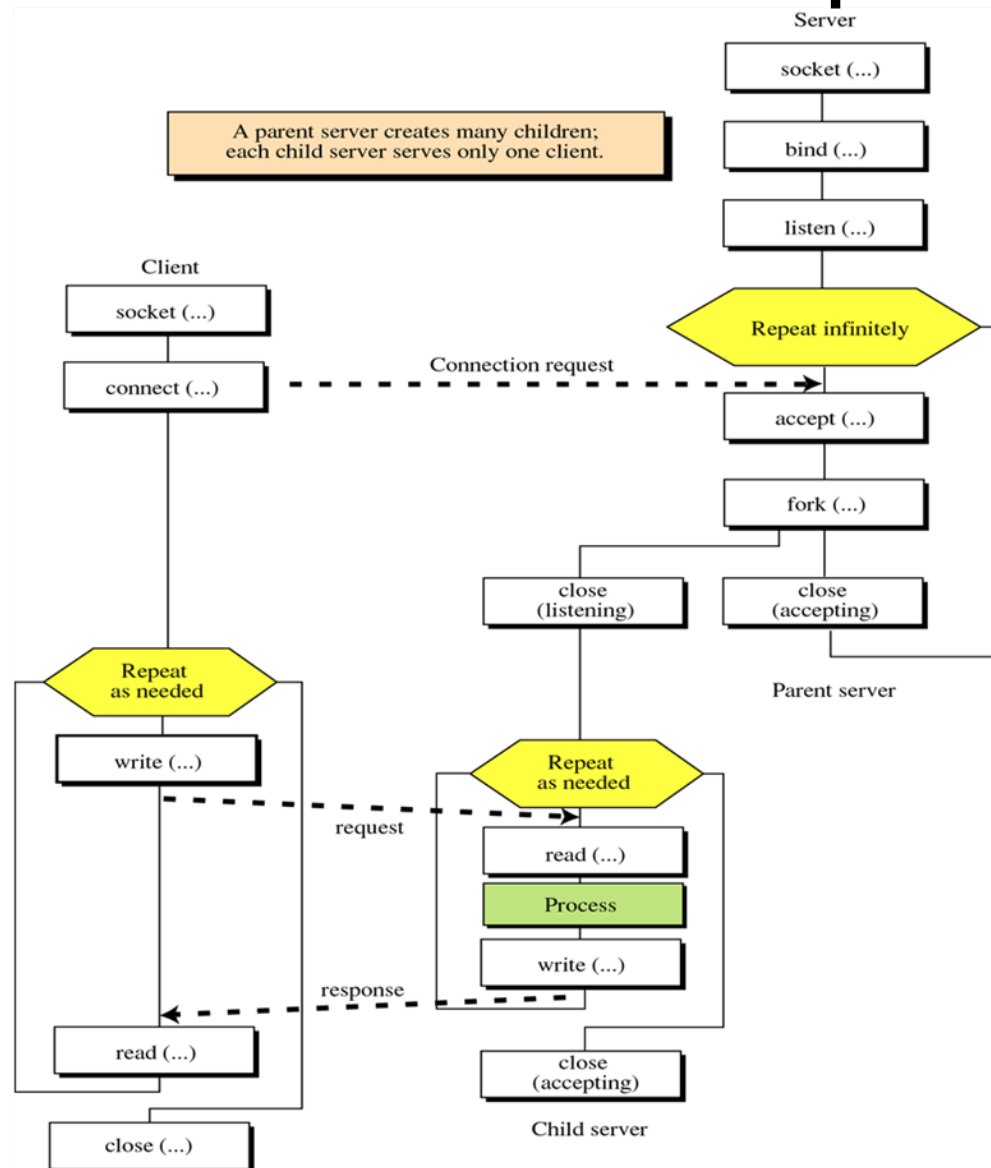 Server
socket (...)
A parent server creates many children;
each child server serves only one client.
bind (...)
listen (...)
Client
socket (...)
Repeat infinitely
Connection request
connect (...)
accept (...)
fork (...)
close
(listening)
close
(accepting)
Repeat
as needed
Parent server
write (...)
Repeat
as needed
request
read (...)
Process
write (...)
response
read (...)
close
(accepting)
Child server
close (...)